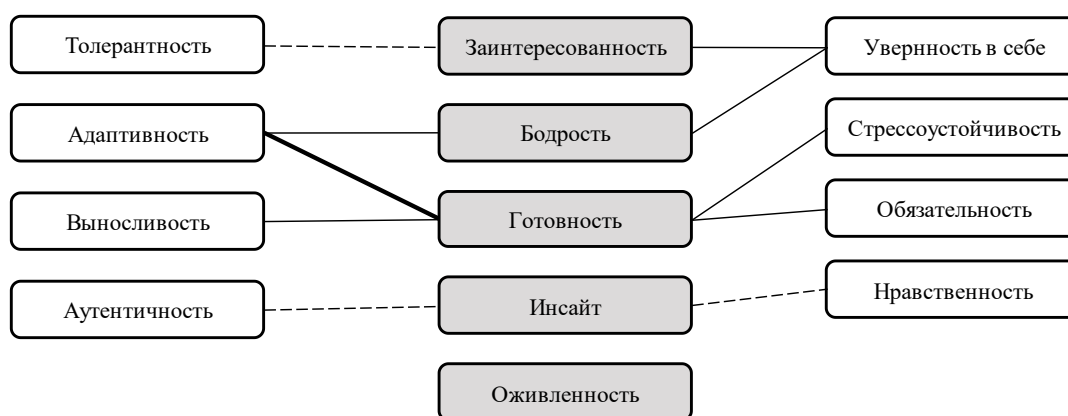 Толерантность
Заинтересованность
Увернность в себе
Адаптивность
Бодрость
Стрессоустойчивость
Выносливость
Готовность
Обязательность
Аутентичность
Инсайт
Нравственность
Оживленность